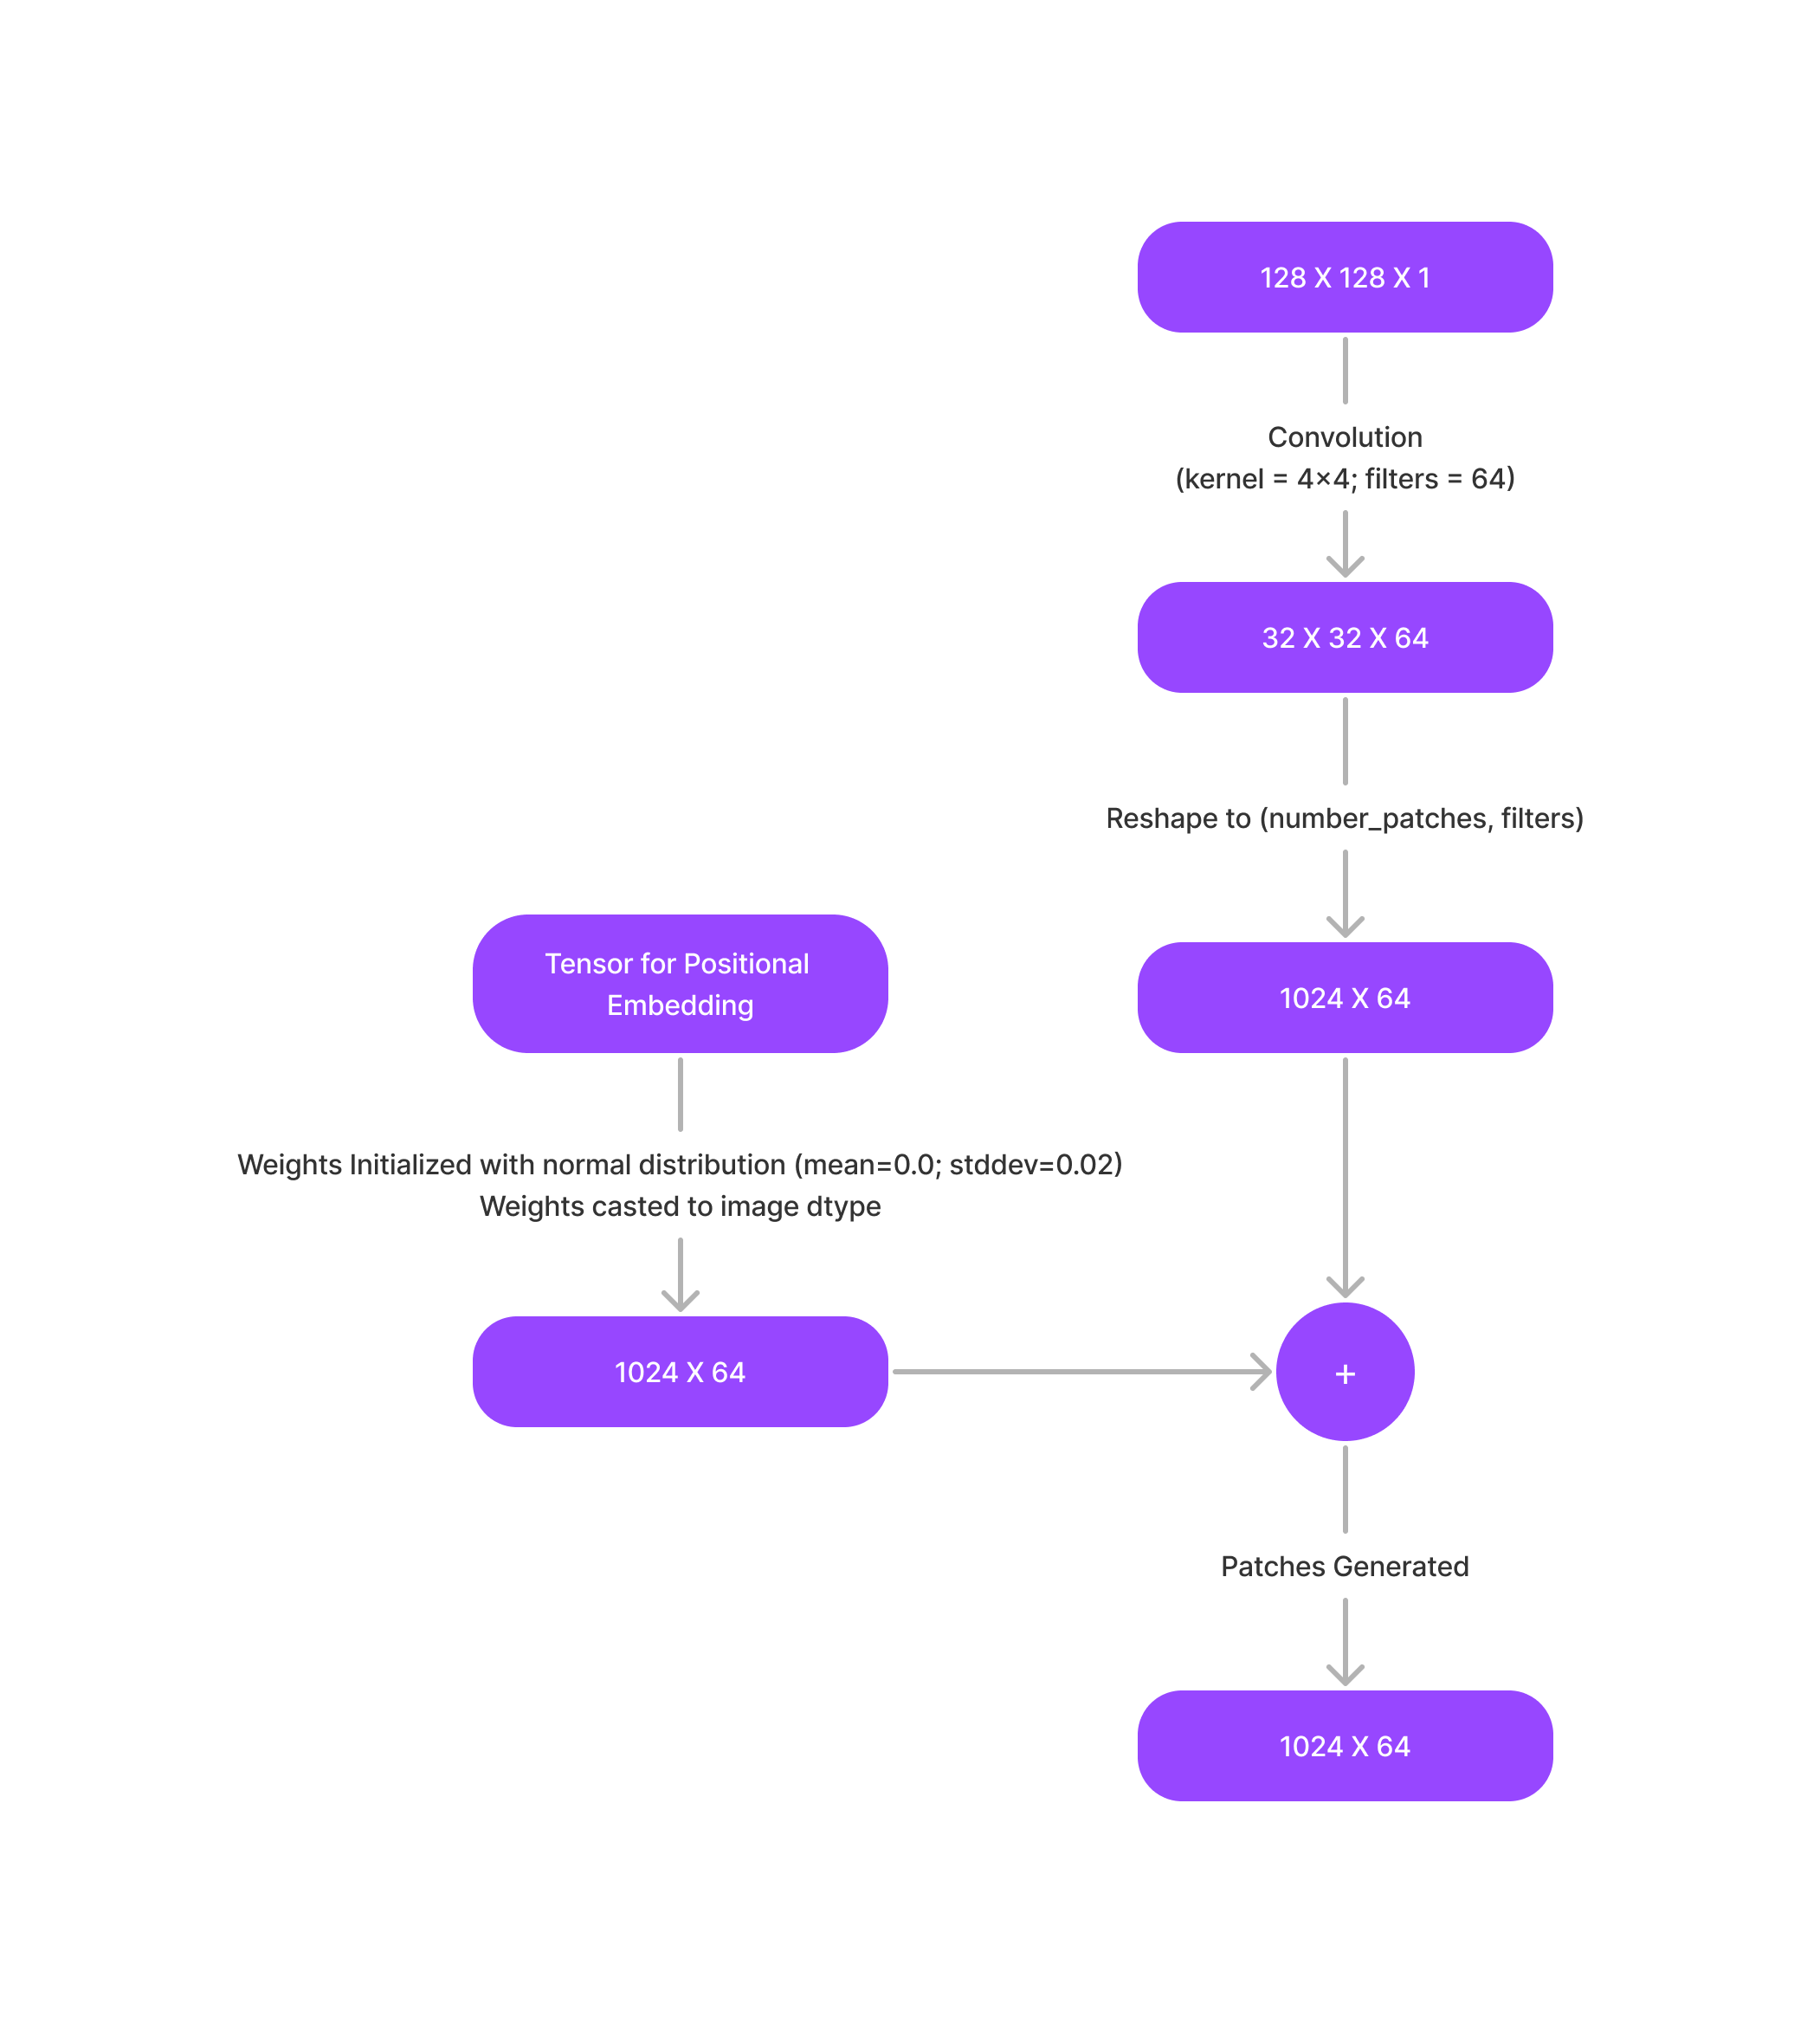 128 X 128 X 1
Convolution
(kernel = 4×4; filters = 64)
32 X 32 X 64
Reshape to (number_patches, filters)
Tensor for Positional
Embedding
1024 X 64
Weights Initialized with normal distribution (mean=0.0; stddev=0.02)
Weights casted to image dtype
1024 X 64
+
Patches Generated
1024 X 64